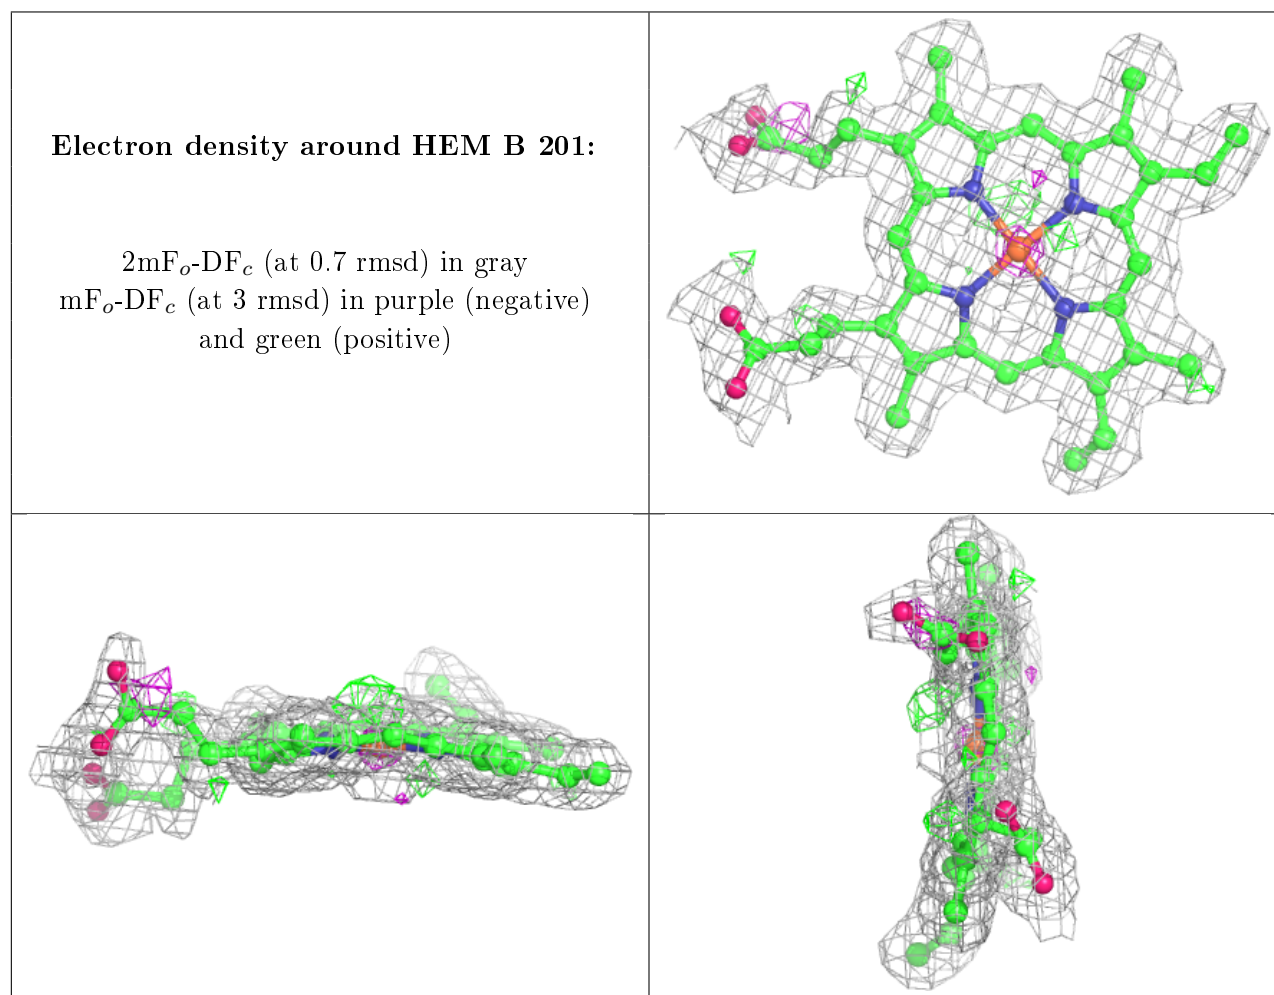 Electron density around HEM B 201:
2mFₒ-DF𝒸 (at 0.7 rmsd) in gray
mFₒ-DF𝒸 (at 3 rmsd) in purple (negative)
and green (positive)